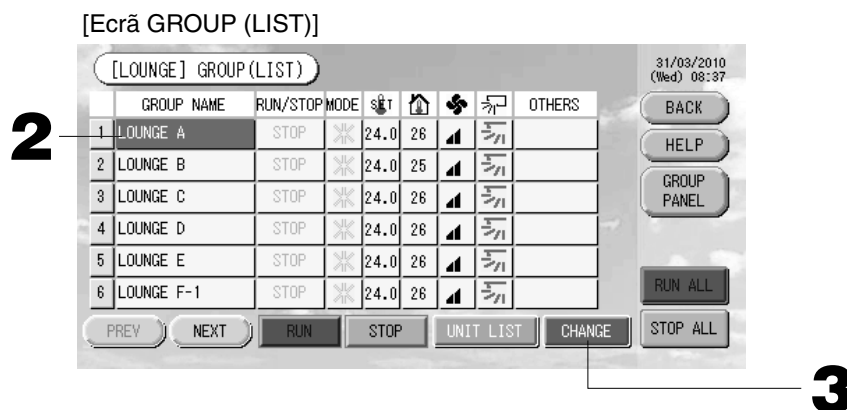 [Ecrã GROUP (LIST)]
[LOUNGE] GROUP(LIST)
31/03/2010
(Wed) 08:37
GROUP NAME RUN/STOP MODE SET OTHERS
1 LOUNGE A STOP 24.0 26
2 LOUNGE B STOP 24.0 25
3 LOUNGE C STOP 24.0 26
4 LOUNGE D STOP 24.0 26
5 LOUNGE E STOP 24.0 26
6 LOUNGE F-1 STOP 24.0 26
PREV NEXT RUN STOP UNIT LIST CHANGE
BACK
HELP
GROUP
PANEL
RUN ALL
STOP ALL
2
3